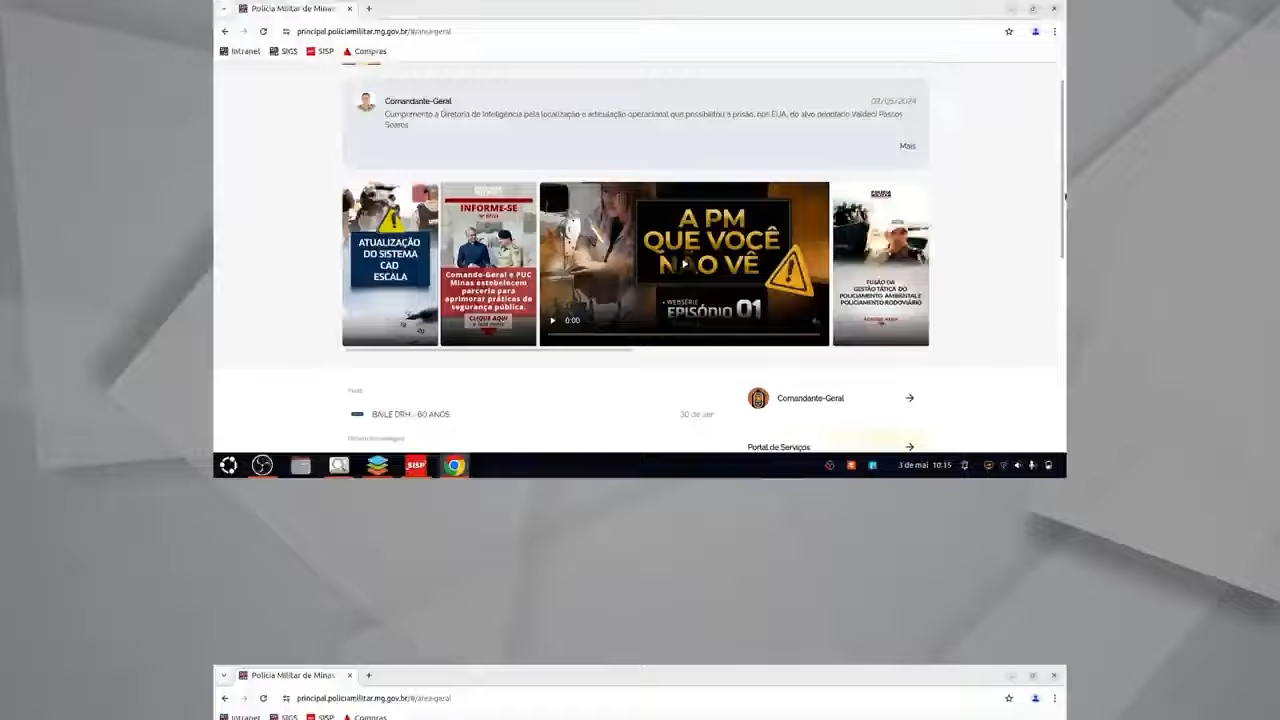 Polícia Militar de Minas
principal.policiamilitar.mg.gov.br/#/area-geral
Intranet SIGS SISP Compras
Comandante-Geral
Cumprimento a Diretoria de Inteligência pela localização e articulação operacional que possibilitou a prisão, nos EUA, do alvo prioritário Valdeci Passos
Soares
Mais
ATUALIZAÇÃO
DO SISTEMA
CAD
ESCALA
INFORME-SE
Comando-Geral e PUC
Minas estabelecem
parceria para
aprimorar práticas de
segurança pública.
CLIQUE AQUI
A PM
QUE VOCÊ
NÃO VÊ
WEBSÉRIE
EPISÓDIO 01
0:00
FUSÃO DA
GESTÃO TÁTICA DO
POLICIAMENTO AMBIENTAL E
POLICIAMENTO RODOVIÁRIO
BAILE DRH - 60 ANOS
30 de abr
Comandante-Geral
Portal de Serviços
SISP
3 de mai 10:15
Polícia Militar de Minas
principal.policiamilitar.mg.gov.br/#/area-geral
Intranet SIGS SISP Compras